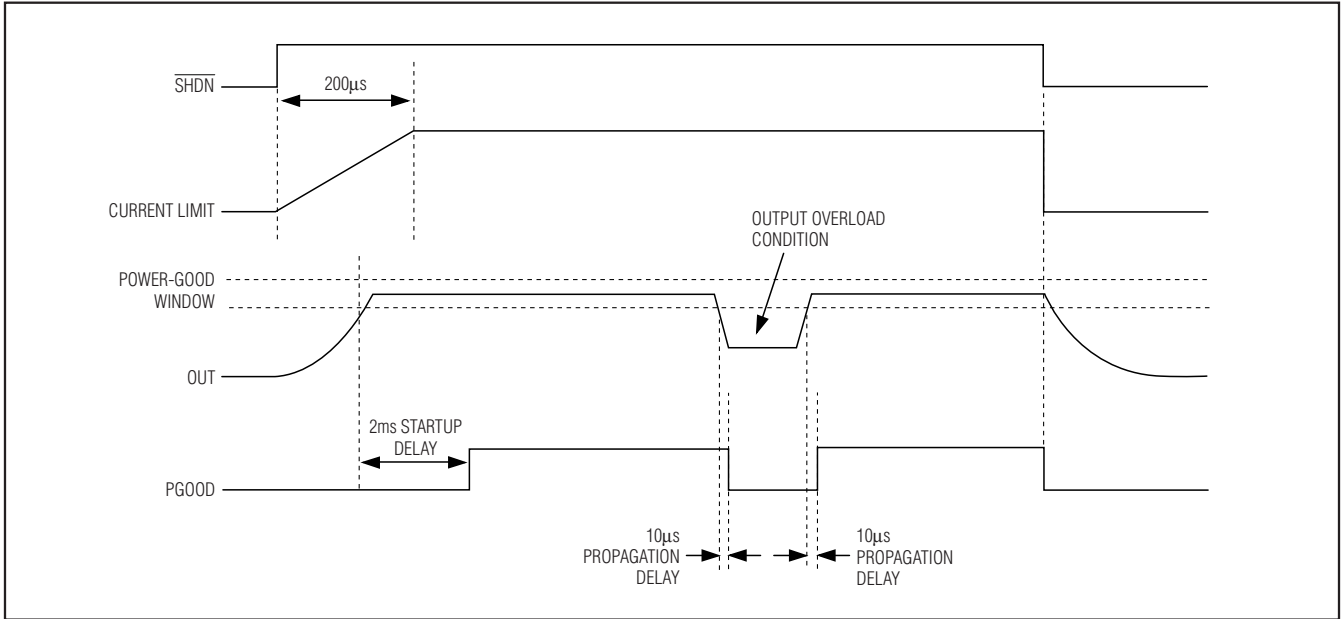 SHDN
200μs
CURRENT LIMIT
OUTPUT OVERLOAD
CONDITION
POWER-GOOD
WINDOW
OUT
2ms STARTUP
DELAY
PGOOD
10μs
PROPAGATION
DELAY
10μs
PROPAGATION
DELAY